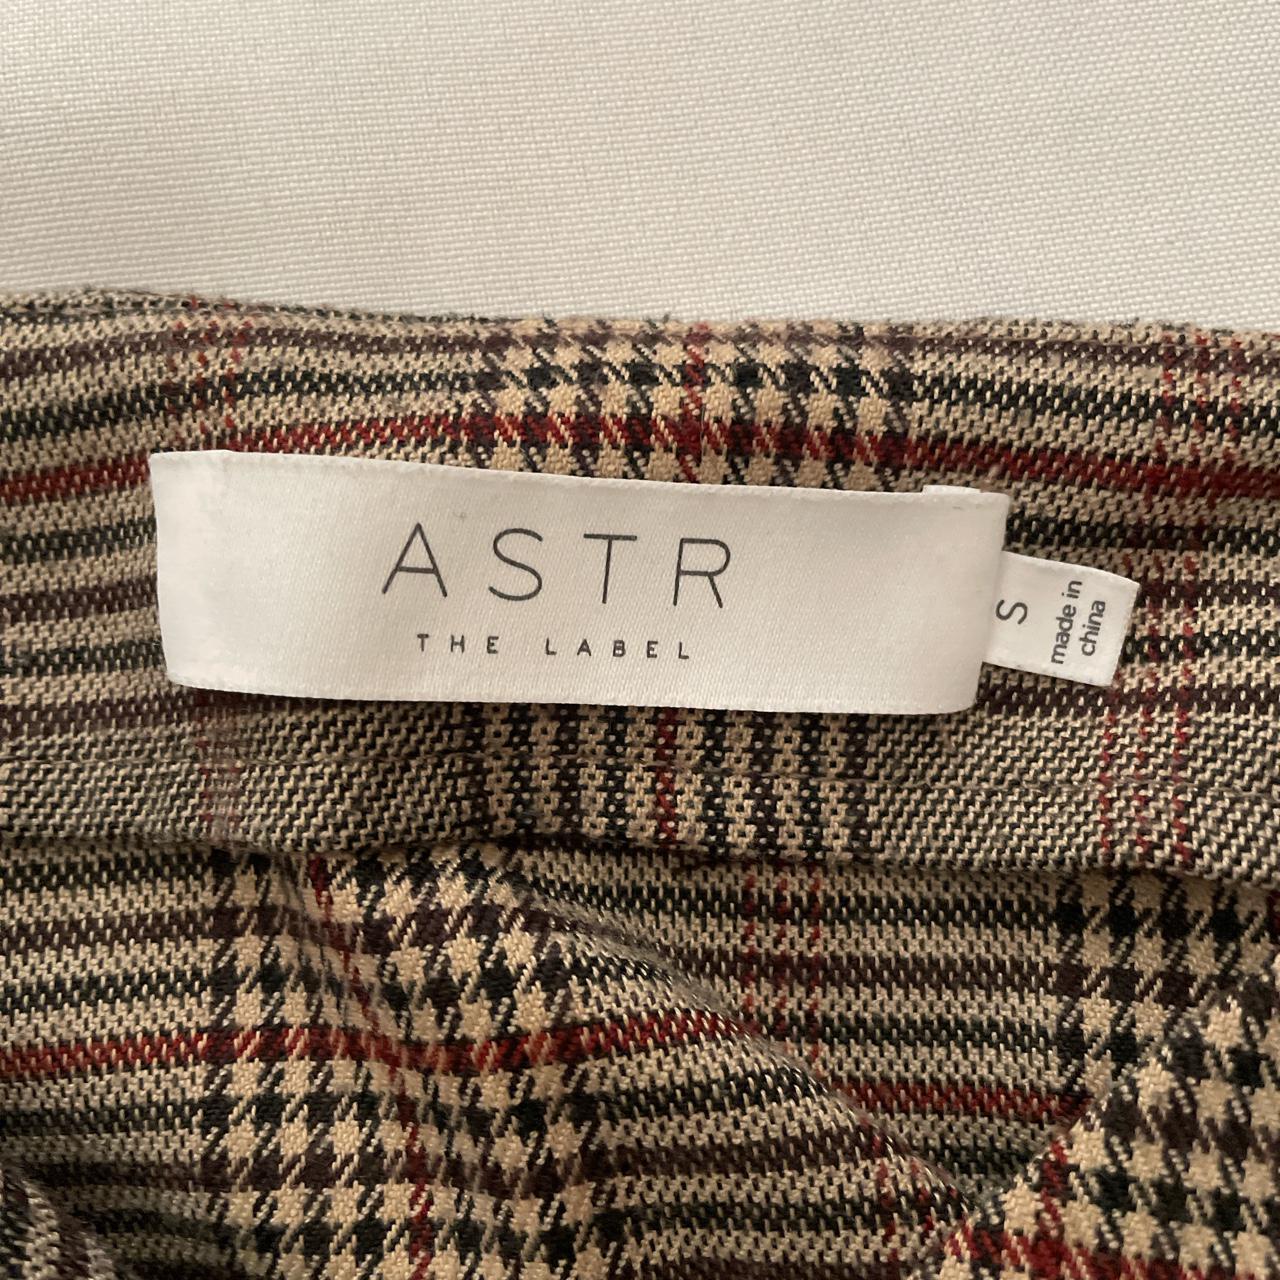 ASTR
THE LABEL
S
made in
china